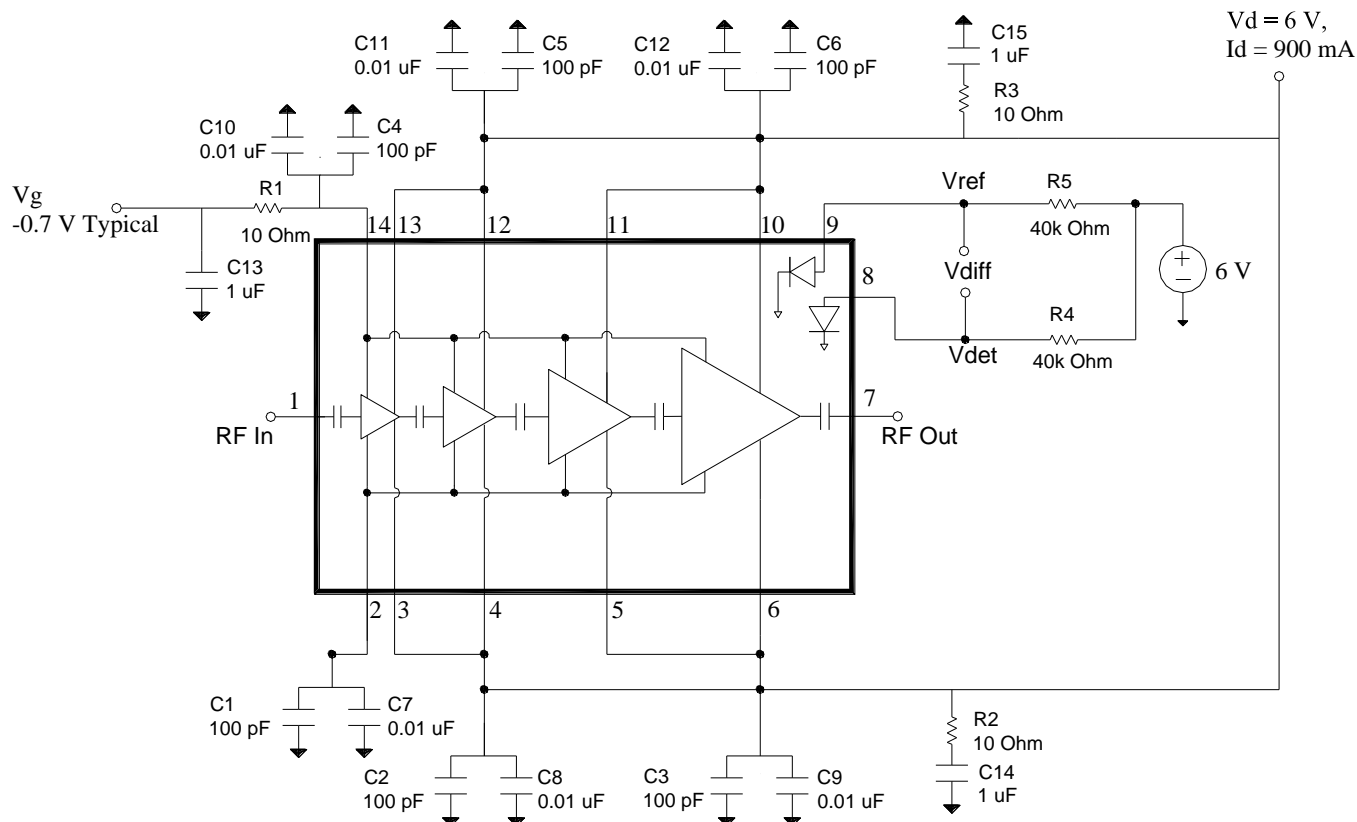 Vd = 6 V,
Id = 900 mA
C11
0.01 uF
C5
100 pF
C12
0.01 uF
C6
100 pF
C15
1 uF
R3
10 Ohm
C10
0.01 uF
C4
100 pF
Vg
-0.7 V Typical
R1
10 Ohm
C13
1 uF
14
13
12
11
10
9
8
Vref
Vdiff
Vdet
R5
40k Ohm
R4
40k Ohm
6 V
1
RF In
7
RF Out
2
3
4
5
6
C1
100 pF
C7
0.01 uF
C2
100 pF
C8
0.01 uF
C3
100 pF
C9
0.01 uF
R2
10 Ohm
C14
1 uF